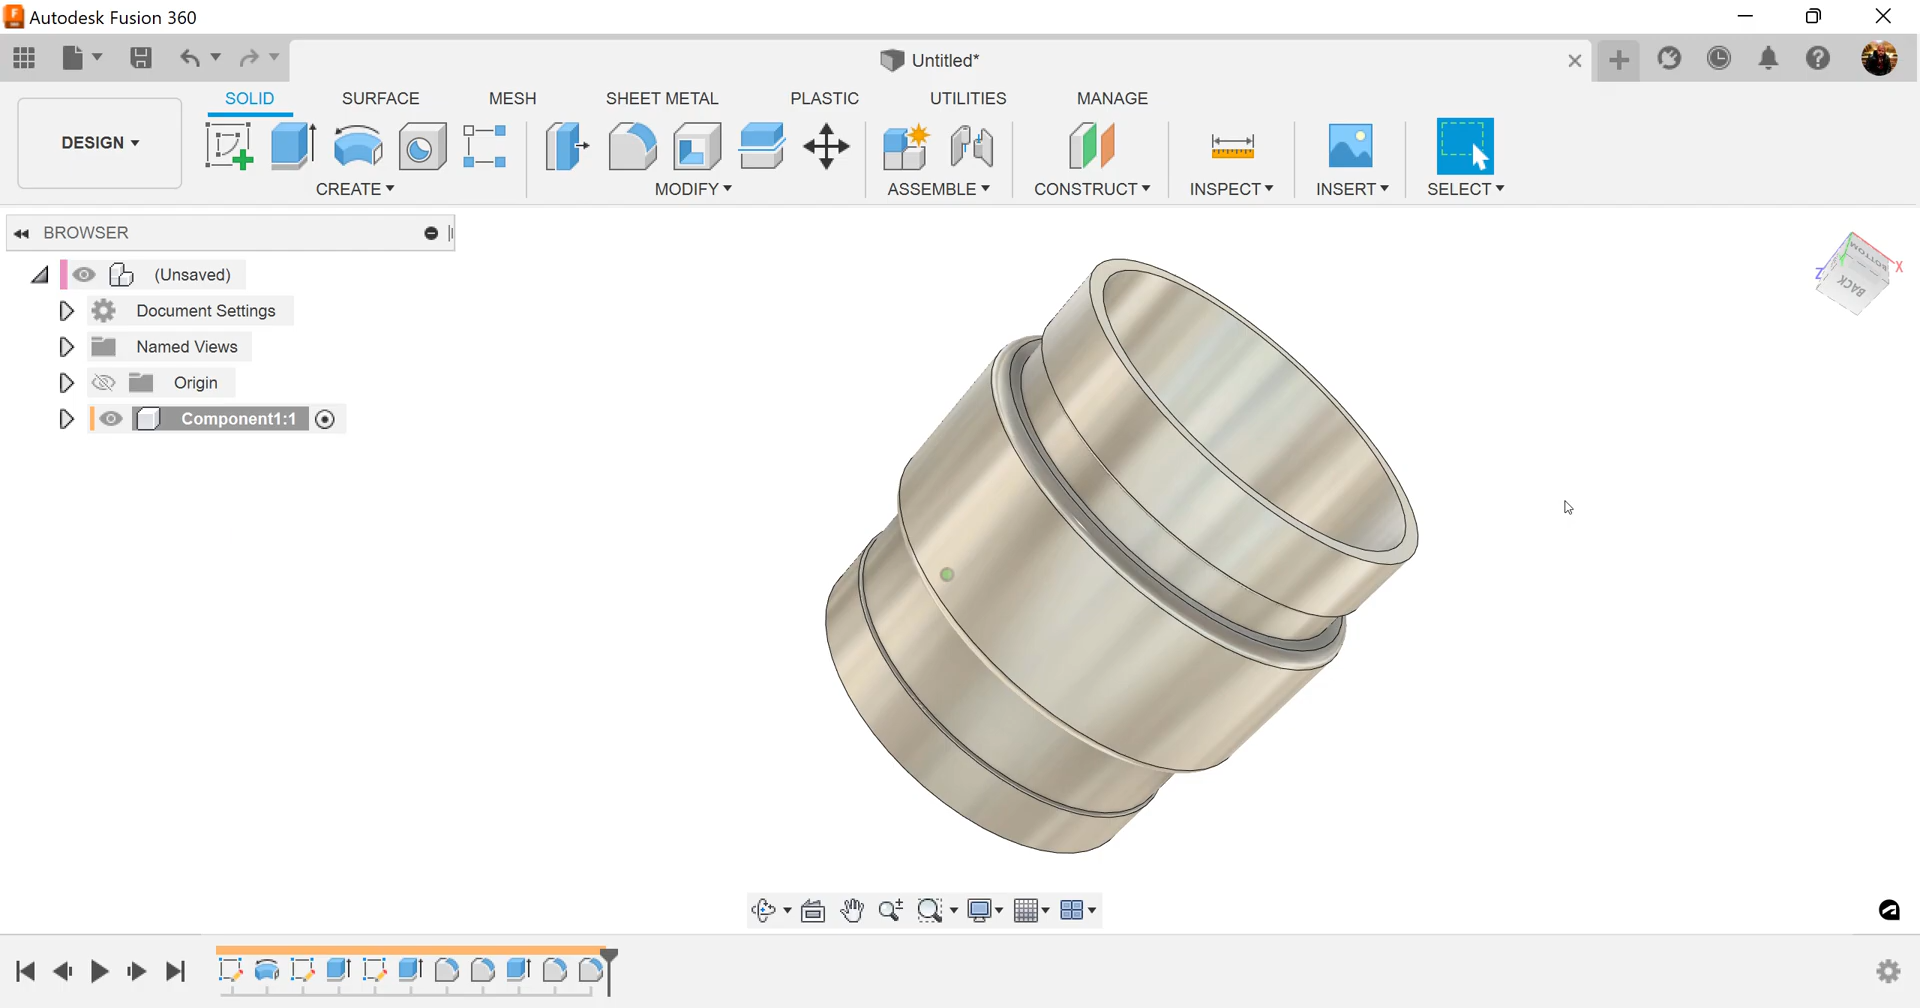 Autodesk Fusion 360
Untitled*
SOLID SURFACE MESH SHEET METAL PLASTIC UTILITIES MANAGE
DESIGN
CREATE MODIFY ASSEMBLE CONSTRUCT INSPECT INSERT SELECT
BROWSER
(Unsaved)
Document Settings
Named Views
Origin
Component1:1
BOTTOM
BACK
Z
X